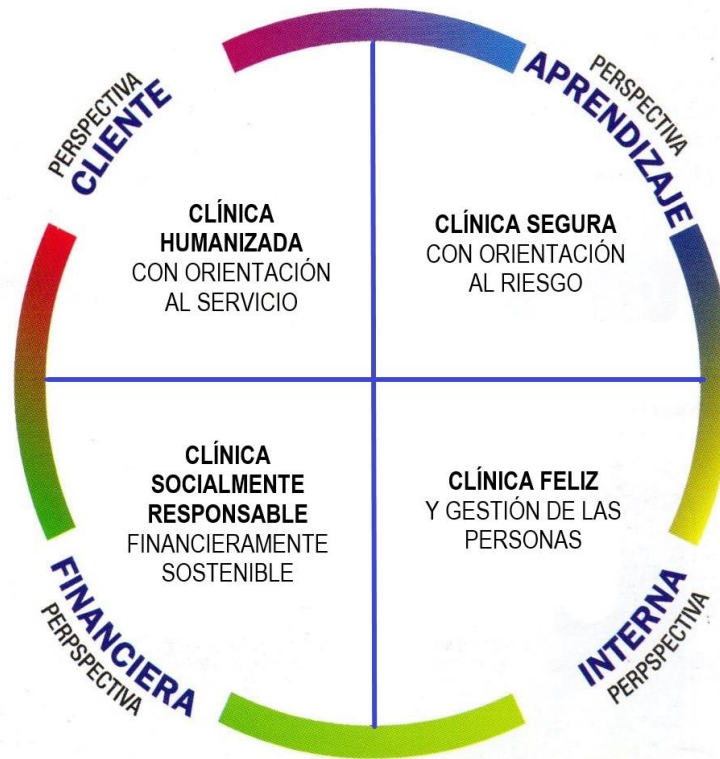 PERSPECTIVA
CLIENTE
PERSPECTIVA
APRENDIZAJE
CLÍNICA
HUMANIZADA
CON ORIENTACIÓN
AL SERVICIO
CLÍNICA SEGURA
CON ORIENTACIÓN
AL RIESGO
CLÍNICA
SOCIALMENTE
RESPONSABLE
FINANCIERAMENTE
SOSTENIBLE
CLÍNICA FELIZ
Y GESTIÓN DE LAS
PERSONAS
FINANCIERA
PERPSPECTIVA
INTERNA
PERPSPECTIVA